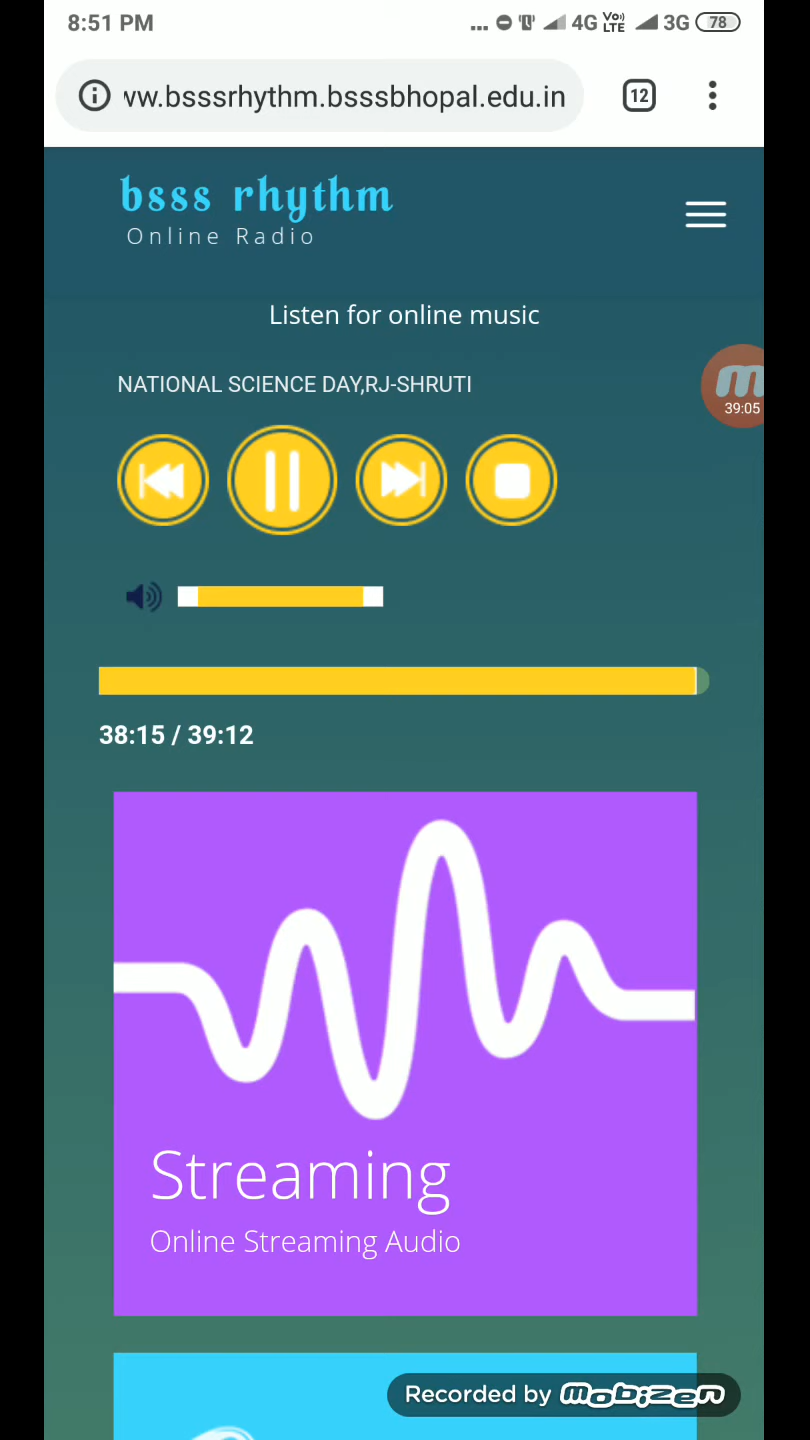 8:51 PM
... 4G Vo) LTE 3G 78
ww.bsssrhythm.bsssbhopal.edu.in
12
bsss rhythm
Online Radio
Listen for online music
NATIONAL SCIENCE DAY,RJ-SHRUTI
39:05
38:15 / 39:12
Streaming
Online Streaming Audio
Recorded by mobizen